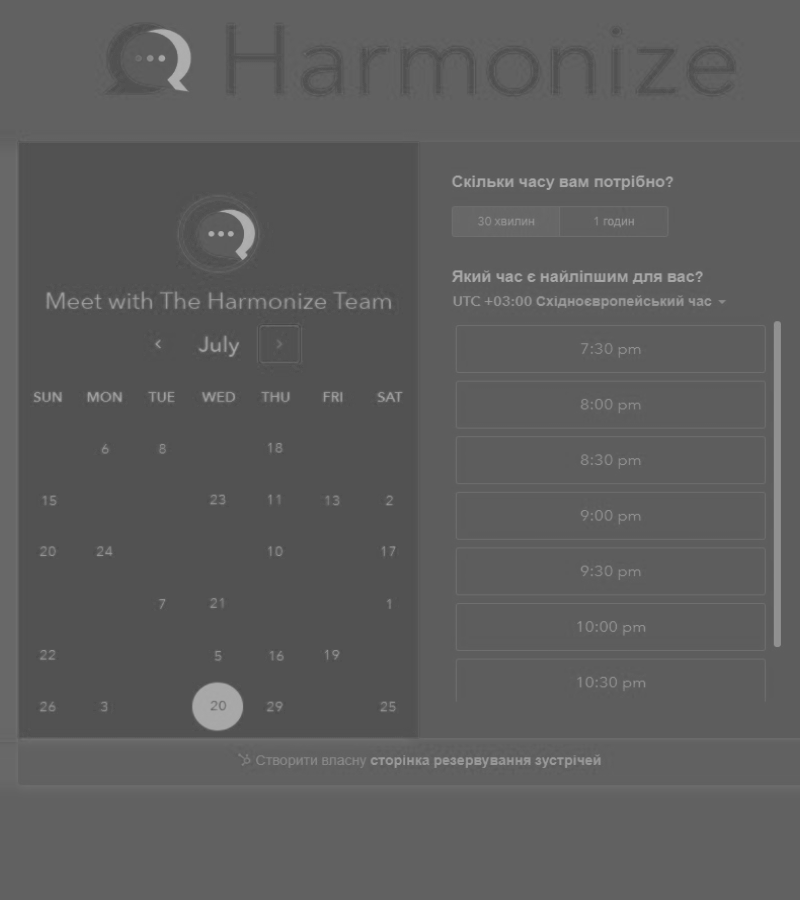 Harmonize
Meet with The Harmonize Team
July
SUN MON TUE WED THU FRI SAT
6 8 18
15 23 11 13 2
20 24 10 17
7 21 1
22 5 16 19
26 3 20 29 25
Скільки часу вам потрібно?
30 хвилин 1 годин
Який час є найліпшим для вас?
UTC +03:00 Східноєвропейський час
7:30 pm
8:00 pm
8:30 pm
9:00 pm
9:30 pm
10:00 pm
10:30 pm
Створити власну сторінка резервування зустрічей